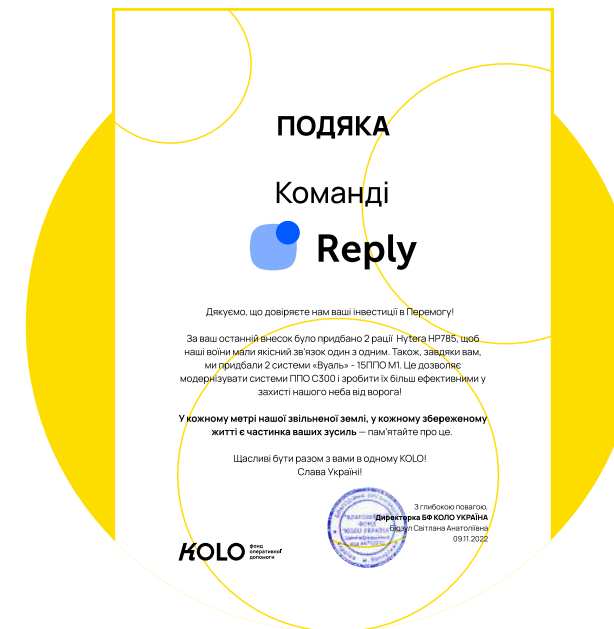 ПОДЯКА
Команді
Reply
Дякуємо, що довіряєте нам ваші інвестиції в Перемогу!
За ваш останній внесок було придбано 2 рації Hytera HP785, щоб
наші воїни мали якісний зв'язок один з одним. Також, завдяки вам,
ми придбали 2 системи «Вуаль» - 15ППО М1. Це дозволяє
модернізувати системи ППО С300 і зробити їх більш ефективними у
захисті нашого неба від ворога!
У кожному метрі нашої звільненої землі, у кожному збереженому
житті є частинка ваших зусиль — пам'ятайте про це.
Щасливі бути разом з вами в одному KOLO!
Слава Україні!
З глибокою повагою,
Директорка БФ КОЛО УКРАЇНА
Світлана Анатоліївна
09.11.2022
KOLO
фонд
оперативної
допомоги